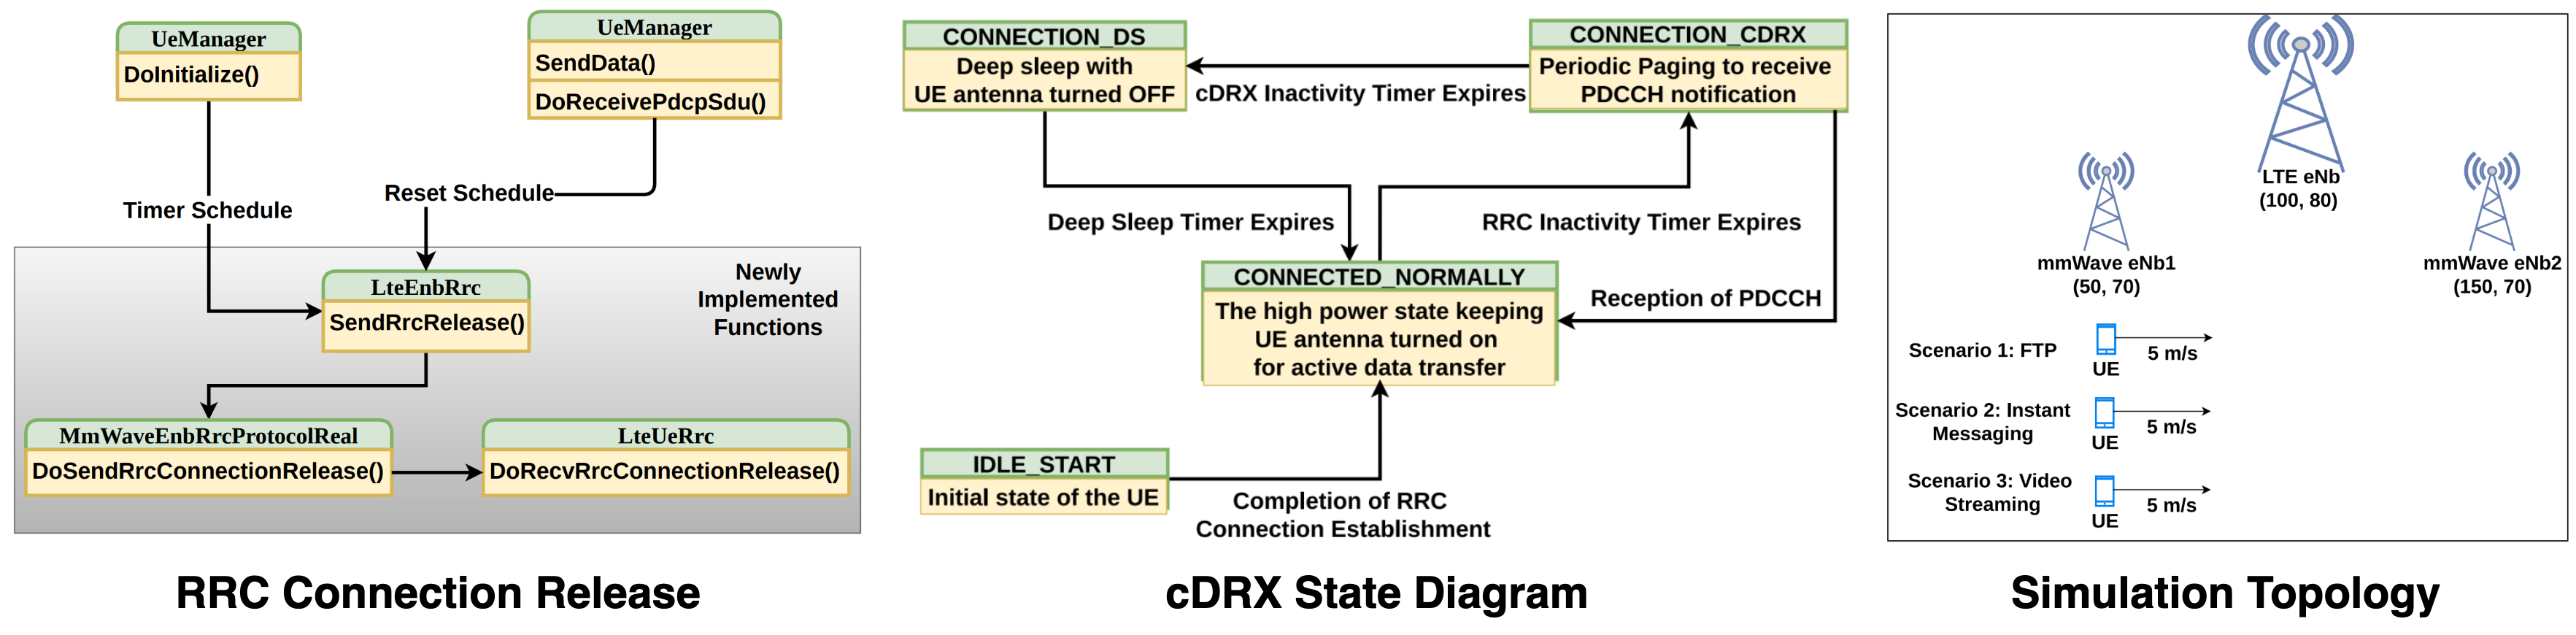 UeManager
DoInitialize()
UeManager
SendData()
DoReceivePdcpSdu()
Timer Schedule
Reset Schedule
Newly
Implemented
Functions
LteEnbRrc
SendRrcRelease()
MmWaveEnbRrcProtocolReal
DoSendRrcConnectionRelease()
LteUeRrc
DoRecvRrcConnectionRelease()
RRC Connection Release
CONNECTION_DS
Deep sleep with
UE antenna turned OFF
cDRX Inactivity Timer Expires
CONNECTION_CDRX
Periodic Paging to receive
PDCCH notification
Deep Sleep Timer Expires
RRC Inactivity Timer Expires
CONNECTED_NORMALLY
The high power state keeping
UE antenna turned on
for active data transfer
Reception of PDCCH
IDLE_START
Initial state of the UE
Completion of RRC
Connection Establishment
cDRX State Diagram
LTE eNb
(100, 80)
mmWave eNb1
(50, 70)
mmWave eNb2
(150, 70)
Scenario 1: FTP
UE
5 m/s
Scenario 2: Instant
Messaging
UE
5 m/s
Scenario 3: Video
Streaming
UE
5 m/s
Simulation Topology